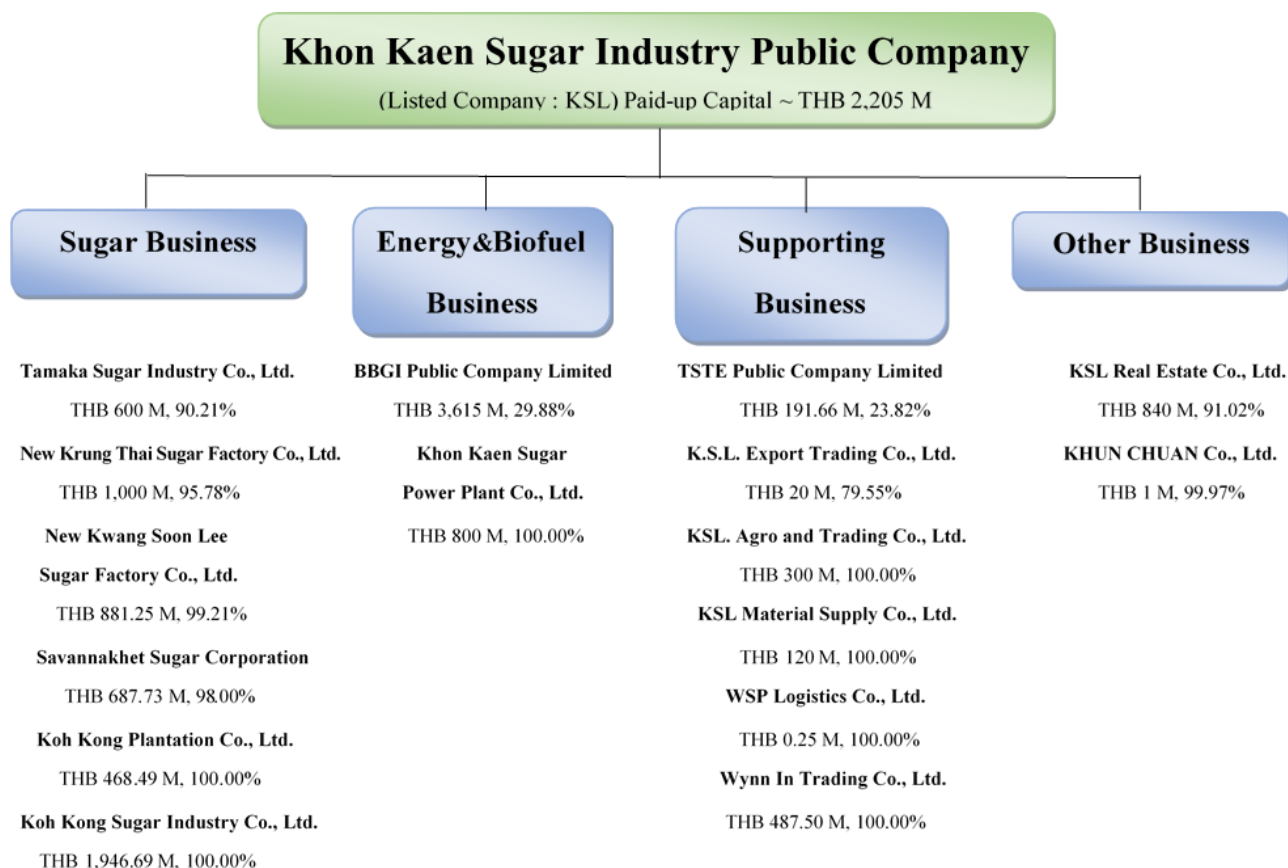 Khon Kaen Sugar Industry Public Company
(Listed Company : KSL) Paid-up Capital ~ THB 2,205 M
Sugar Business
Tamaka Sugar Industry Co., Ltd.
THB 600 M, 90.21%
New Krung Thai Sugar Factory Co., Ltd.
THB 1,000 M, 95.78%
New Kwang Soon Lee
Sugar Factory Co., Ltd.
THB 881.25 M, 99.21%
Savannakhet Sugar Corporation
THB 687.73 M, 98.00%
Koh Kong Plantation Co., Ltd.
THB 468.49 M, 100.00%
Koh Kong Sugar Industry Co., Ltd.
THB 1,946.69 M, 100.00%
Energy&Biofuel
Business
BBGI Public Company Limited
THB 3,615 M, 29.88%
Khon Kaen Sugar
Power Plant Co., Ltd.
THB 800 M, 100.00%
Supporting
Business
TSTE Public Company Limited
THB 191.66 M, 23.82%
K.S.L. Export Trading Co., Ltd.
THB 20 M, 79.55%
KSL. Agro and Trading Co., Ltd.
THB 300 M, 100.00%
KSL Material Supply Co., Ltd.
THB 120 M, 100.00%
WSP Logistics Co., Ltd.
THB 0.25 M, 100.00%
Wynn In Trading Co., Ltd.
THB 487.50 M, 100.00%
Other Business
KSL Real Estate Co., Ltd.
THB 840 M, 91.02%
KHUN CHUAN Co., Ltd.
THB 1 M, 99.97%